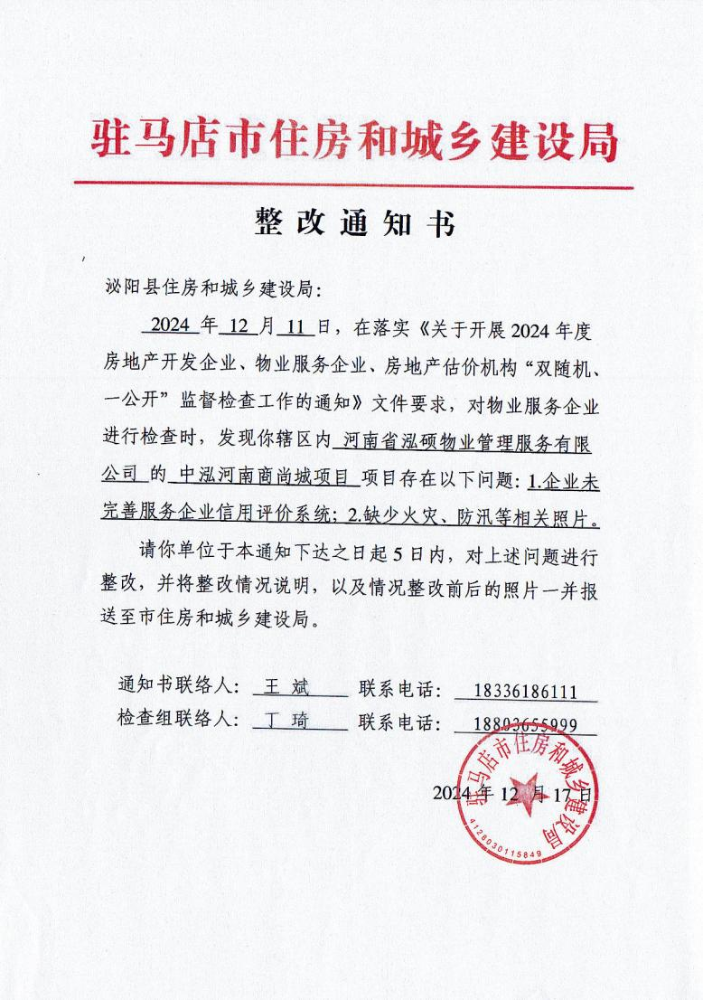 驻马店市住房和城乡建设局
整改通知书
泌阳县住房和城乡建设局：
2024 年 12 月 11 日，在落实《关于开展 2024 年度
房地产开发企业、物业服务企业、房地产估价机构“双随机、
一公开”监督检查工作的通知》文件要求，对物业服务企业
进行检查时，发现你辖区内 河南省泓硕物业管理服务有限
公司 的 中泓河南商尚城项目 项目存在以下问题：1.企业未
完善服务企业信用评价系统；2.缺少火灾、防汛等相关照片。
请你单位于本通知下达之日起 5 日内，对上述问题进行
整改，并将整改情况说明，以及情况整改前后的照片一并报
送至市住房和城乡建设局。
通知书联络人： 王 斌 联系电话： 18336186111
检查组联络人： 丁 琦 联系电话： 18803655999
2024 年 12 月 17 日
驻马店市住房和城乡建设局
4128030115849